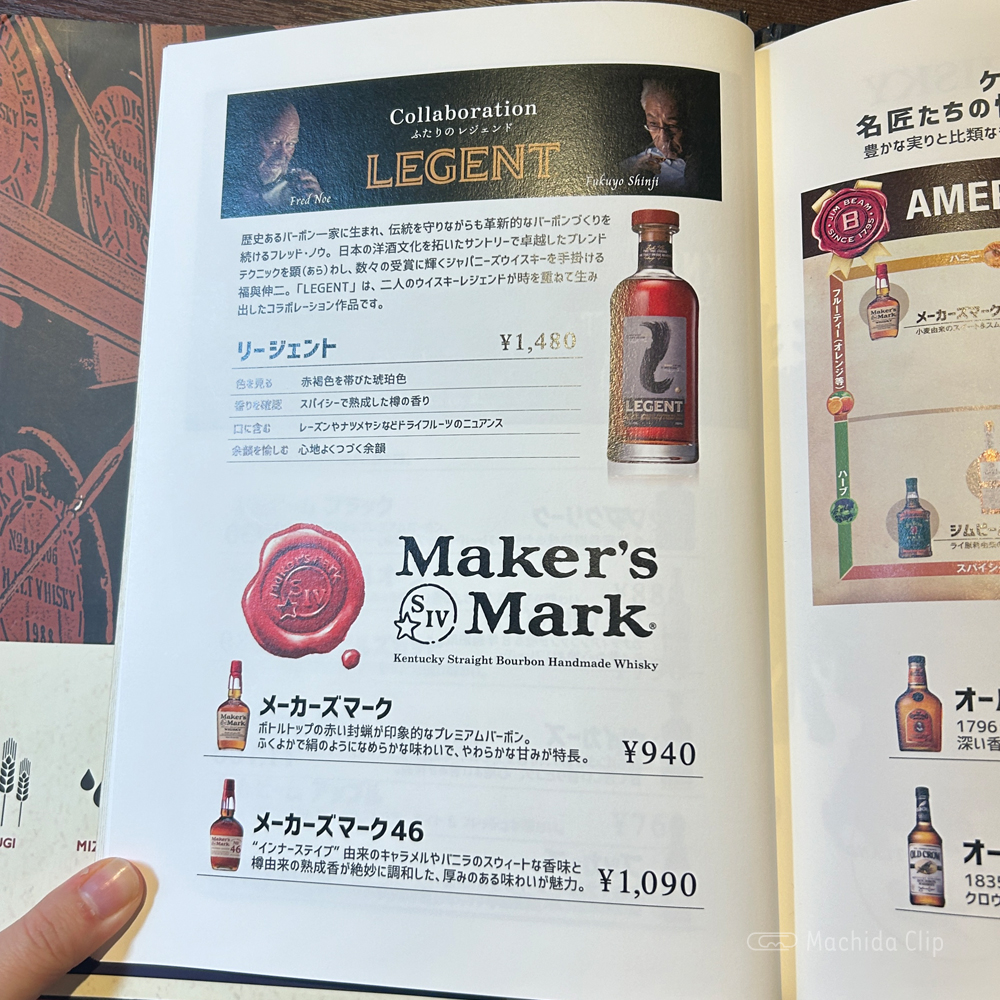 Collaboration
ふたりのレジェンド
LEGENT
Fred Noe
Fukuyo Shinji
歴史あるバーボン一家に生まれ、伝統を守りながらも革新的なバーボンづくりを
続けるフレッド・ノウ。日本の洋酒文化を拓いたサントリーで卓越したブレンド
テクニックを顕(あら)わし、数々の受賞に輝くジャパニーズウイスキーを手掛ける
福與伸二。「LEGENT」は、二人のウイスキーレジェンドが時を重ねて生み
出したコラボレーション作品です。
リージェント ¥1,480
色を見る 赤褐色を帯びた琥珀色
香りを確認 スパイシーで熟成した樽の香り
口に含む レーズンやナツメヤシなどドライフルーツのニュアンス
余韻を愉しむ 心地よくつづく余韻
LEGENT
Maker's
SIV Mark®
Kentucky Straight Bourbon Handmade Whisky
メーカーズマーク
ボトルトップの赤い封蝋が印象的なプレミアムバーボン。
ふくよかで絹のようになめらかな味わいで、やわらかな甘みが特長。 ¥940
メーカーズマーク46
“インナーステイブ”由来のキャラメルやバニラのスウィートな香味と
樽由来の熟成香が絶妙に調和した、厚みのある味わいが魅力。 ¥1,090
名匠たちの
豊かな実りと比類な
JIM BEAM
B
SINCE 1795
AME
ハニー
フルーティー(オレンジ等)
メーカーズマーク
ハーブ
ジムビー
スパイシ
オー
1796
深い香
OLD CROW
オー
1835
クロウ
WHISKY
1988
UGI
MIZ
Machida Clip